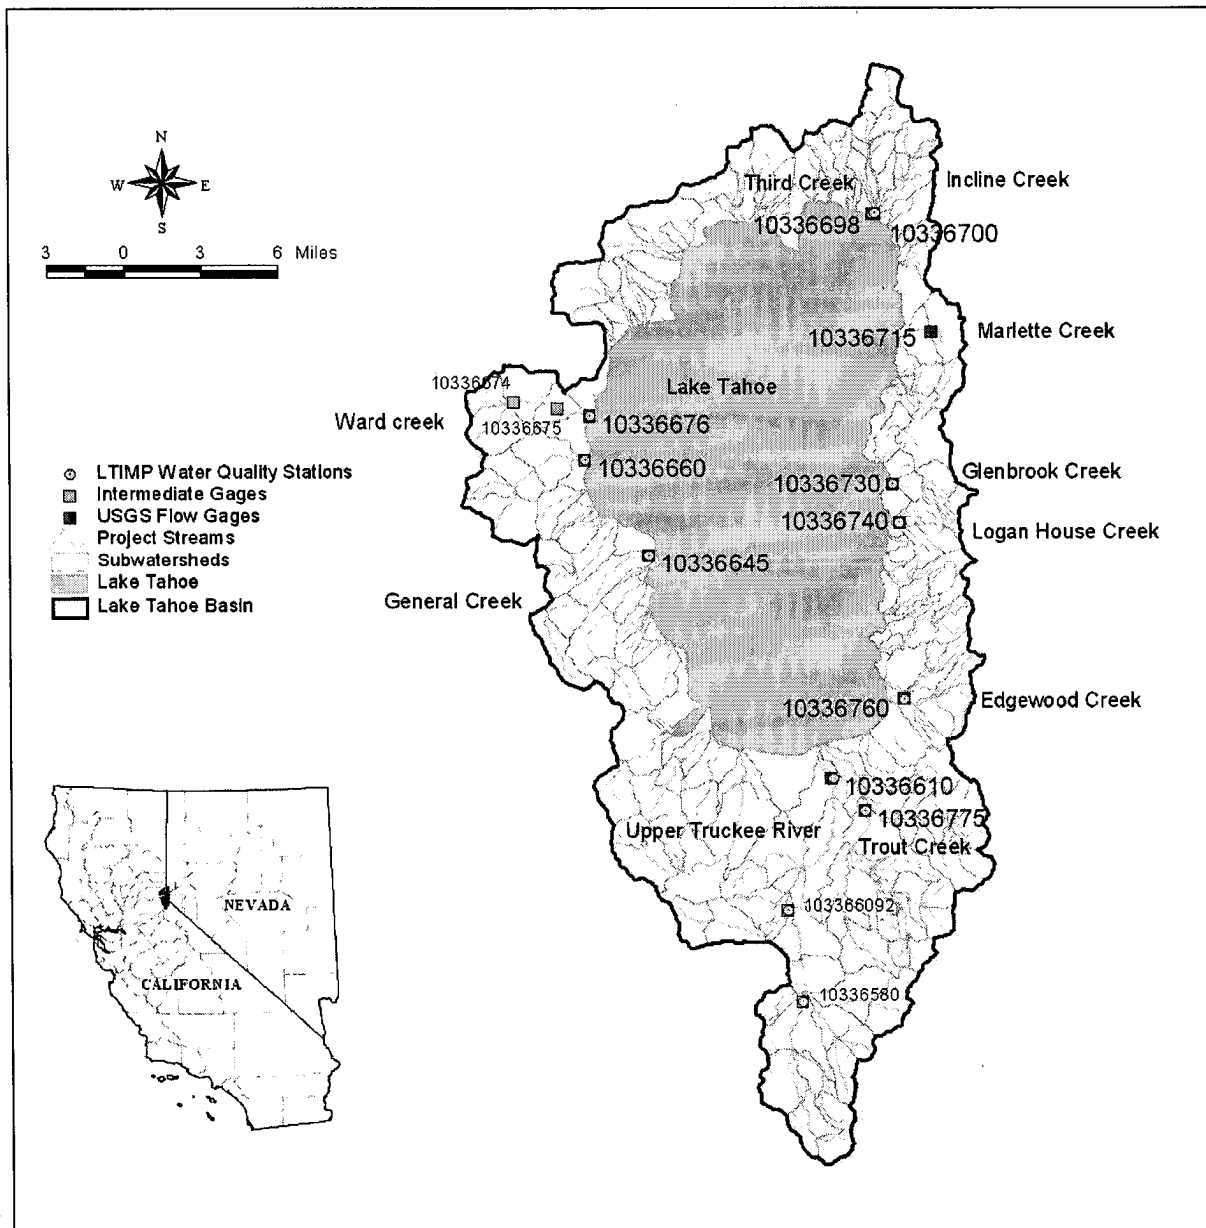 N
W E
S
3 0 3 6 Miles
Third Creek
Incline Creek
10336698
10336700
10336715
Marlette Creek
Lake Tahoe
10336674
10336675
Ward creek
10336676
10336660
10336730
Glenbrook Creek
10336740
Logan House Creek
10336645
General Creek
10336760
Edgewood Creek
10336610
10336775
Upper Truckee River
Trout Creek
103366092
10336580
LTIMP Water Quality Stations
Intermediate Gages
USGS Flow Gages
Project Streams
Subwatersheds
Lake Tahoe
Lake Tahoe Basin
NEVADA
CALIFORNIA